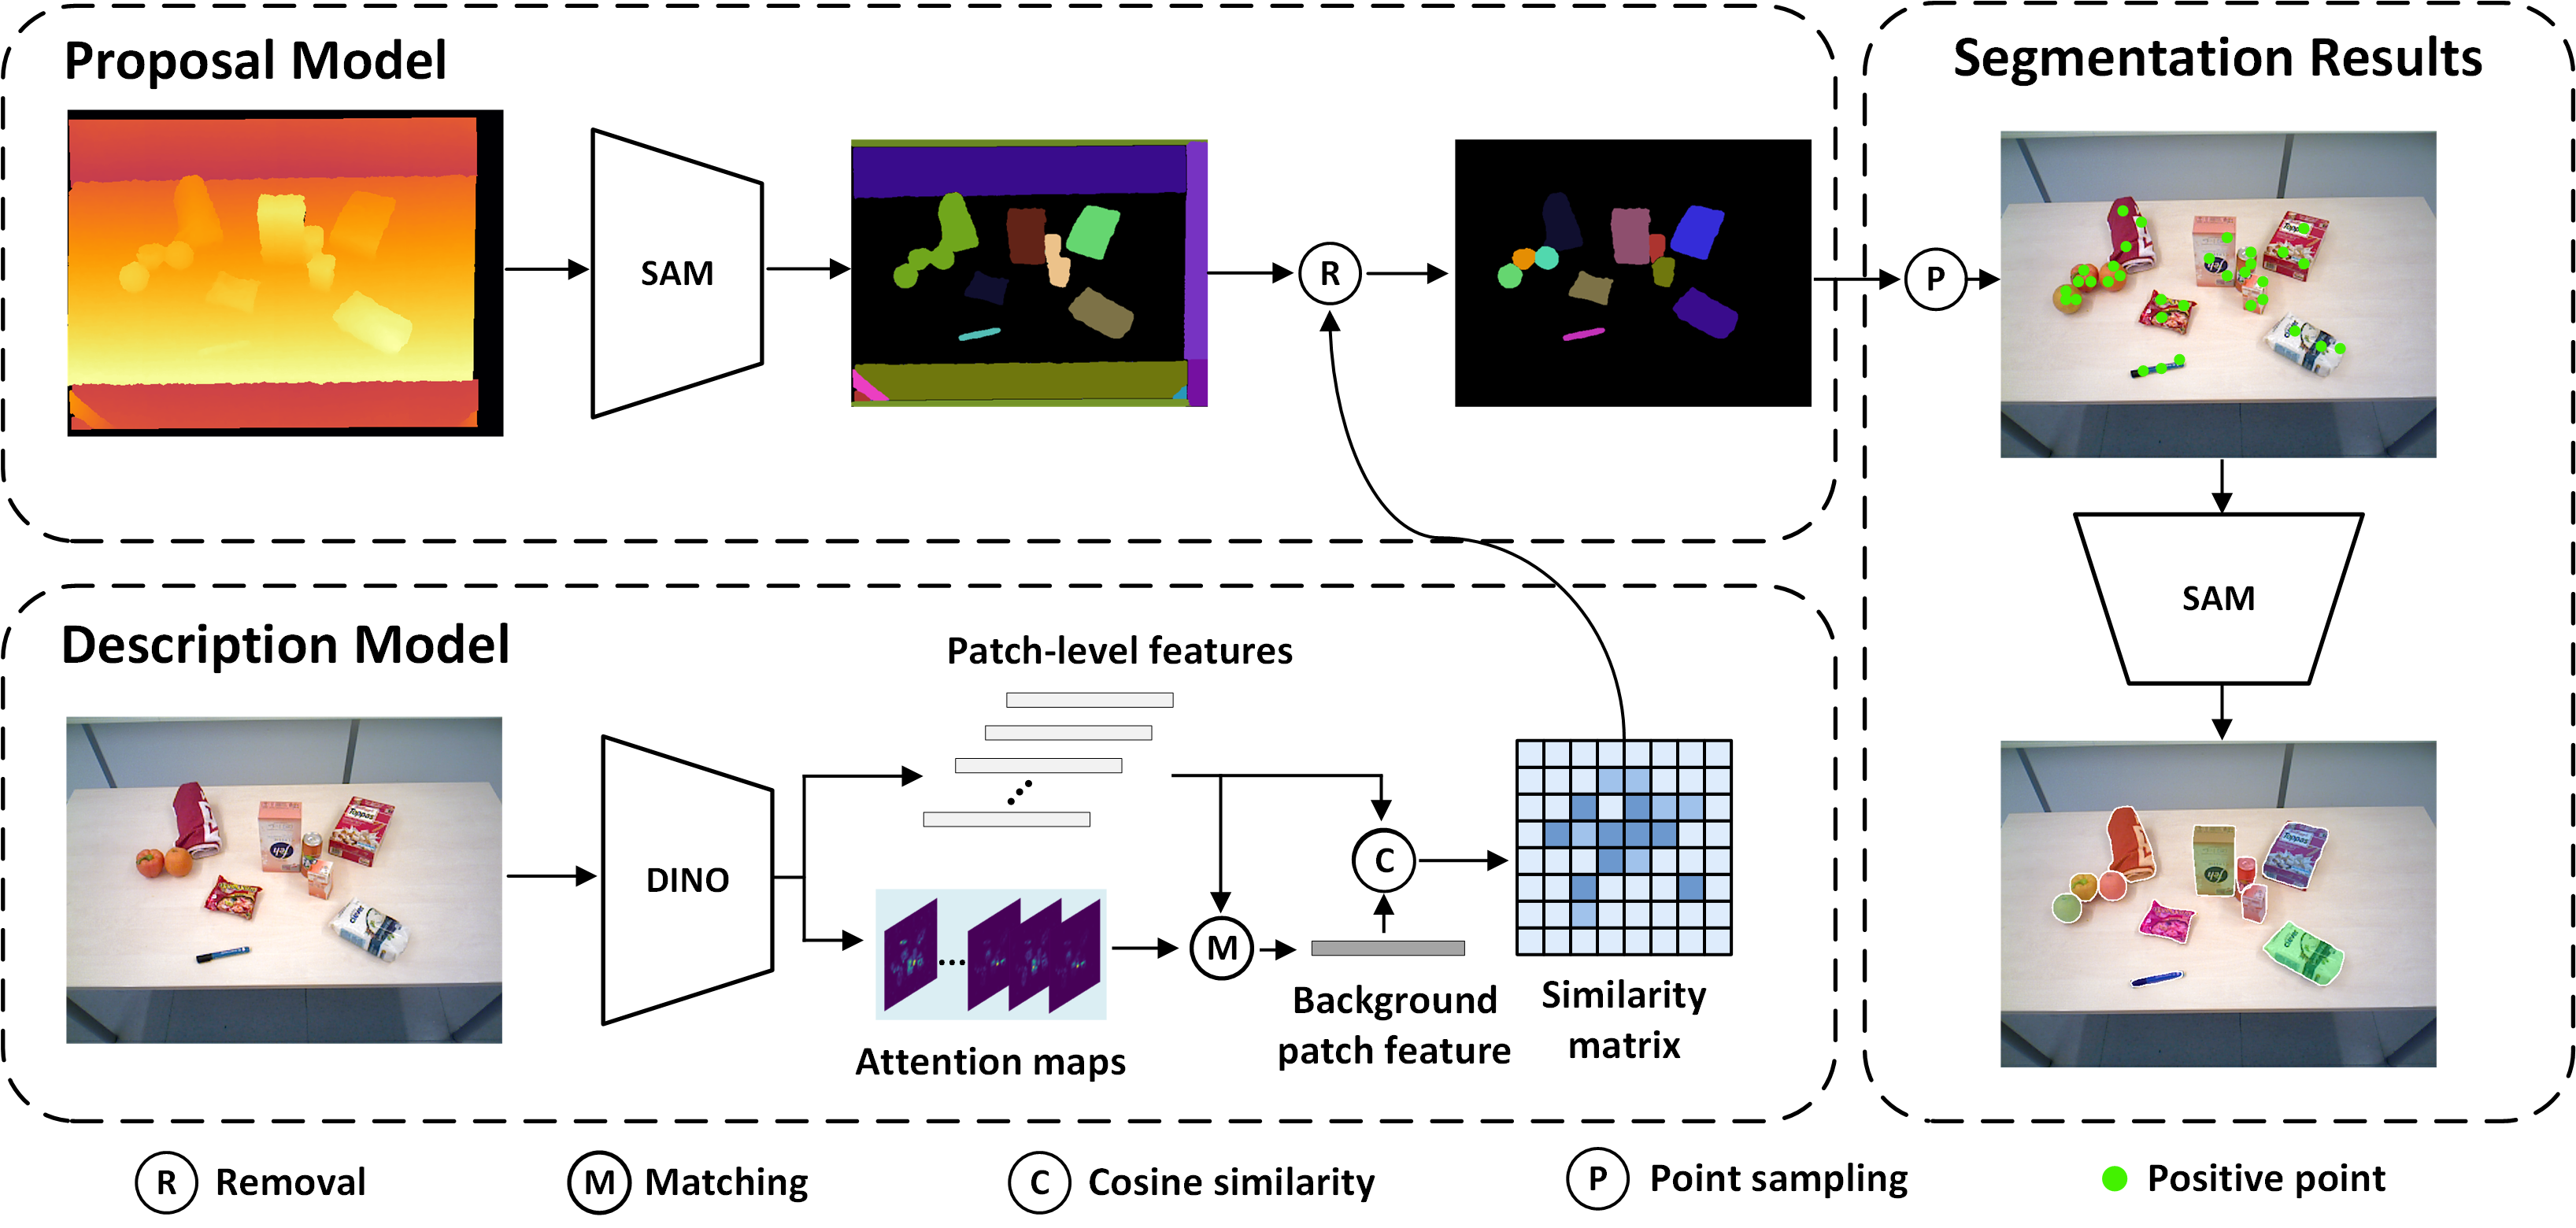 Proposal Model
Segmentation Results
SAM
R
P
SAM
Description Model
Patch-level features
DINO
C
M
Attention maps
Background
patch feature
Similarity
matrix
R Removal
M Matching
C Cosine similarity
P Point sampling
Positive point